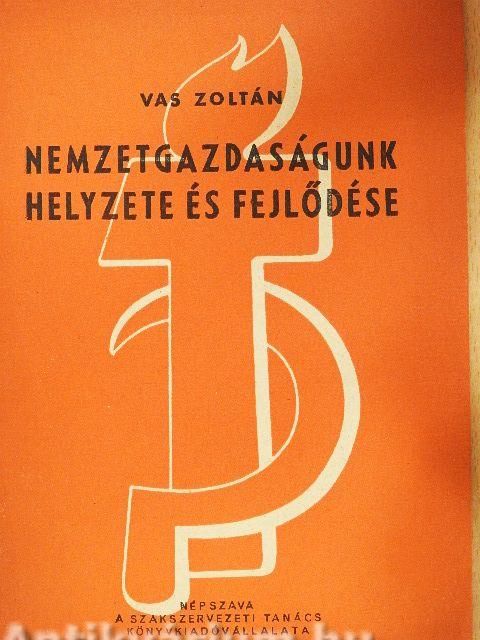 VAS ZOLTÁN
NEMZETGAZDASÁGUNK
HELYZETE ÉS FEJLŐDÉSE
NÉPSZAVA
A SZAKSZERVEZETI TANÁCS
KÖNYVKIADÓVÁLLALATA